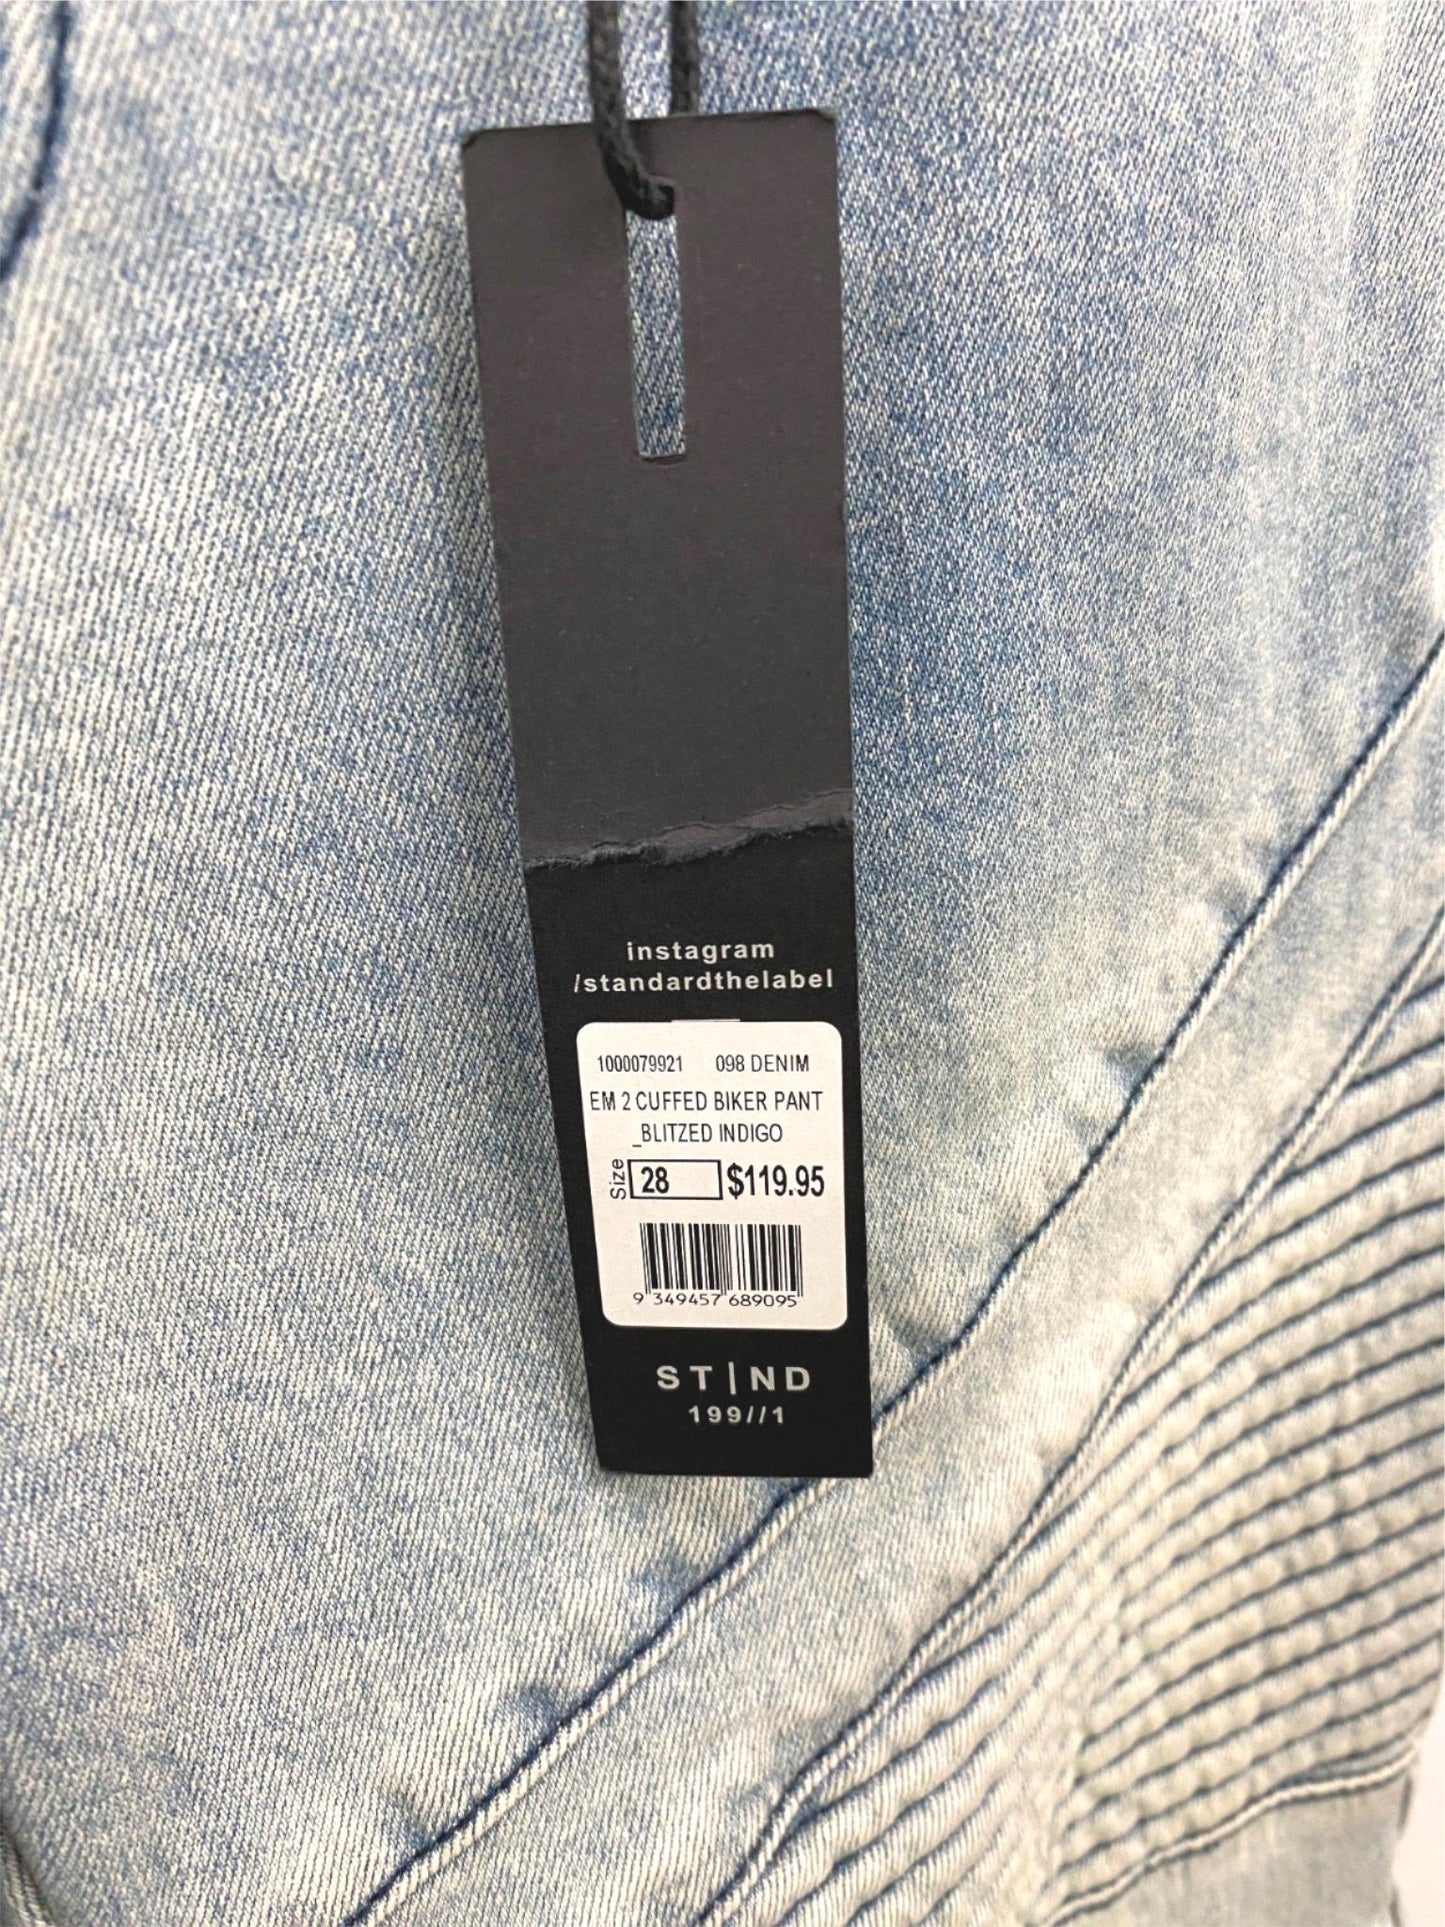 instagram
/standardthelabel
1000079921 098 DENIM
EM 2 CUFFED BIKER PANT
_BLITZED INDIGO
Size 28 $119.95
9 349457 689095
ST|ND
199//1